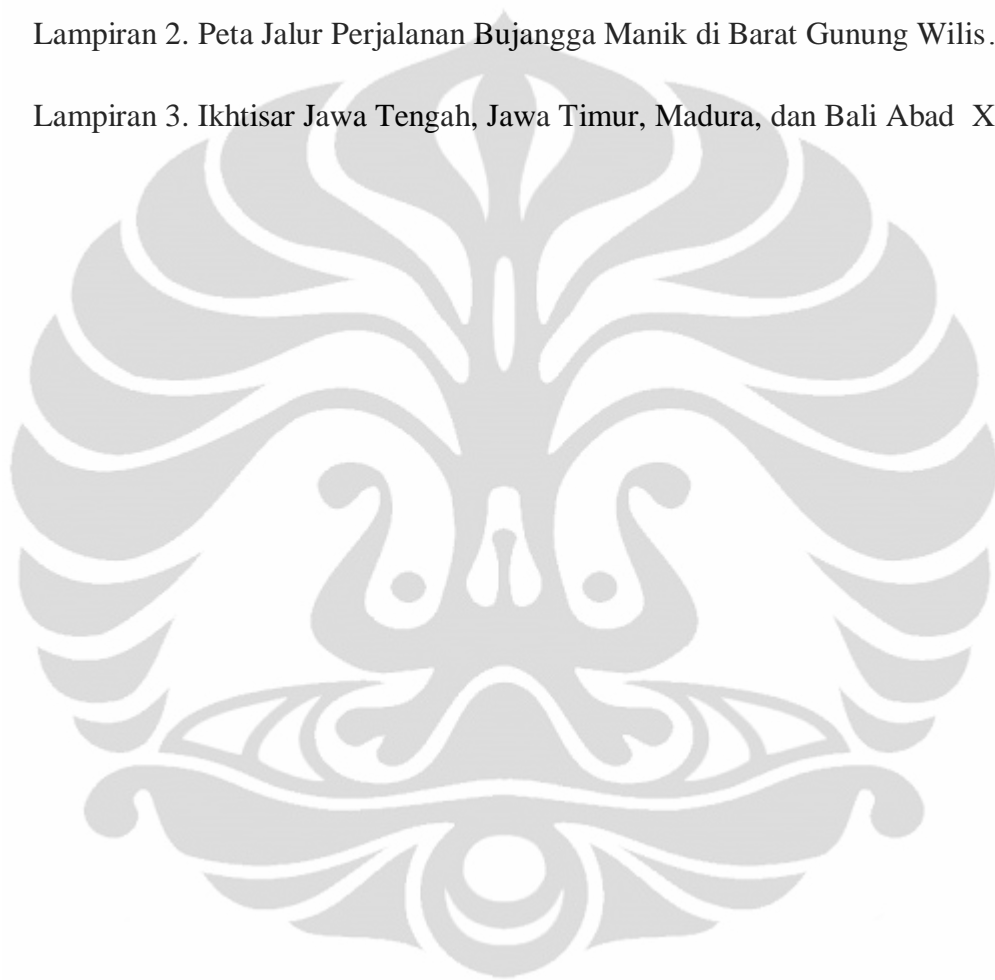 Lampiran 2. Peta Jalur Perjalanan Bujangga Manik di Barat Gunung Wilis.
Lampiran 3. Ikhtisar Jawa Tengah, Jawa Timur, Madura, dan Bali Abad X